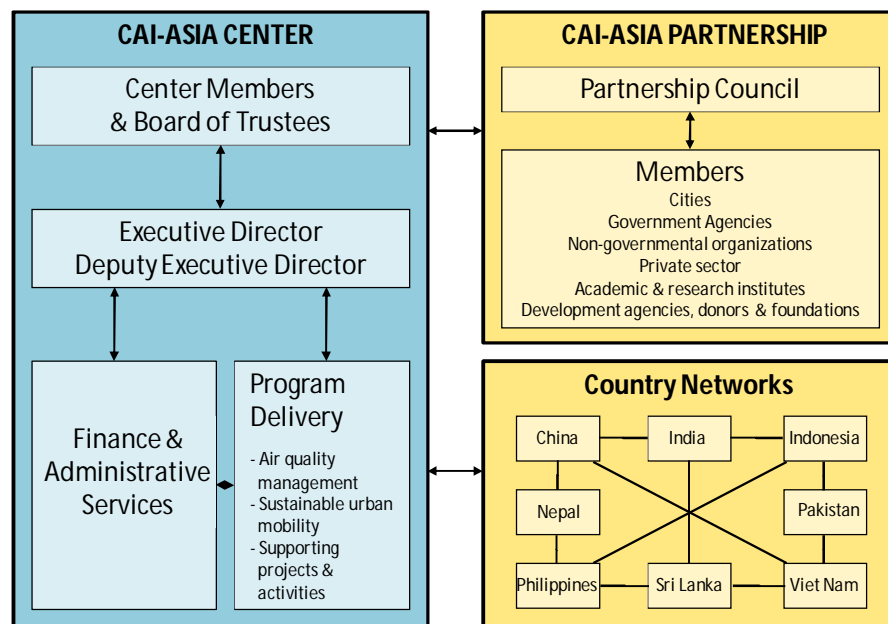 CAI-ASIA CENTER
Center Members
& Board of Trustees
Executive Director
Deputy Executive Director
Finance &
Administrative
Services
Program
Delivery
- Air quality
management
- Sustainable urban
mobility
- Supporting
projects &
activities
CAI-ASIA PARTNERSHIP
Partnership Council
Members
Cities
Government Agencies
Non-governmental organizations
Private sector
Academic & research institutes
Development agencies, donors & foundations
Country Networks
China
India
Indonesia
Nepal
Pakistan
Philippines
Sri Lanka
Viet Nam